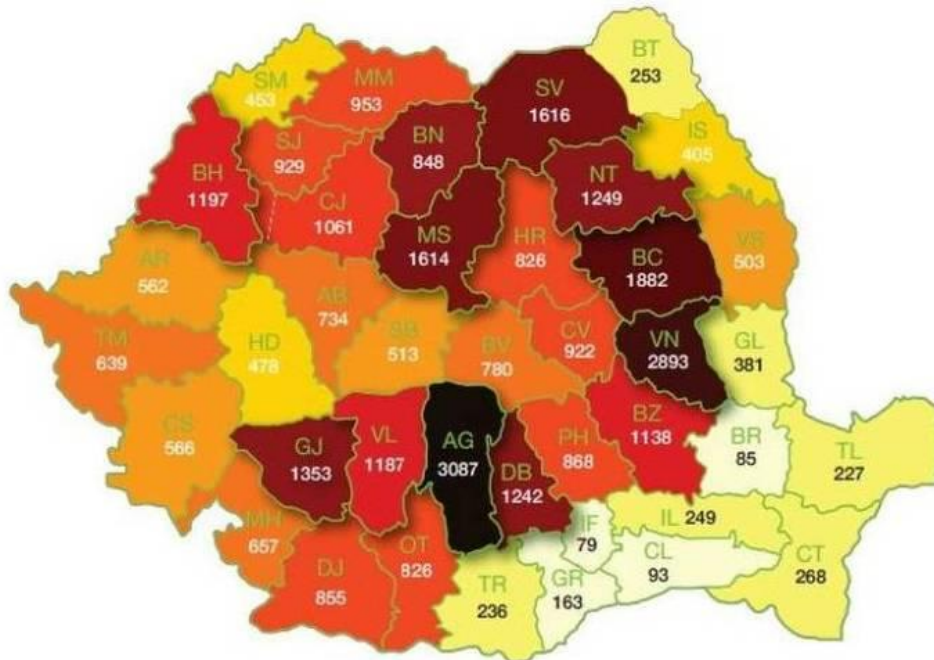 BT
253
SM
453
MM
953
SV
1616
IS
405
BN
848
SJ
929
NT
1249
BH
1197
CJ
1061
MS
1614
HR
826
BC
1882
VS
503
AR
562
AB
734
SB
513
BV
780
CV
922
VN
2893
GL
381
TM
639
HD
478
CS
566
GJ
1353
VL
1187
AG
3087
DB
1242
PH
868
BZ
1138
BR
85
TL
227
MH
657
OT
826
IF
79
IL 249
CL
93
CT
268
DJ
855
TR
236
GR
163